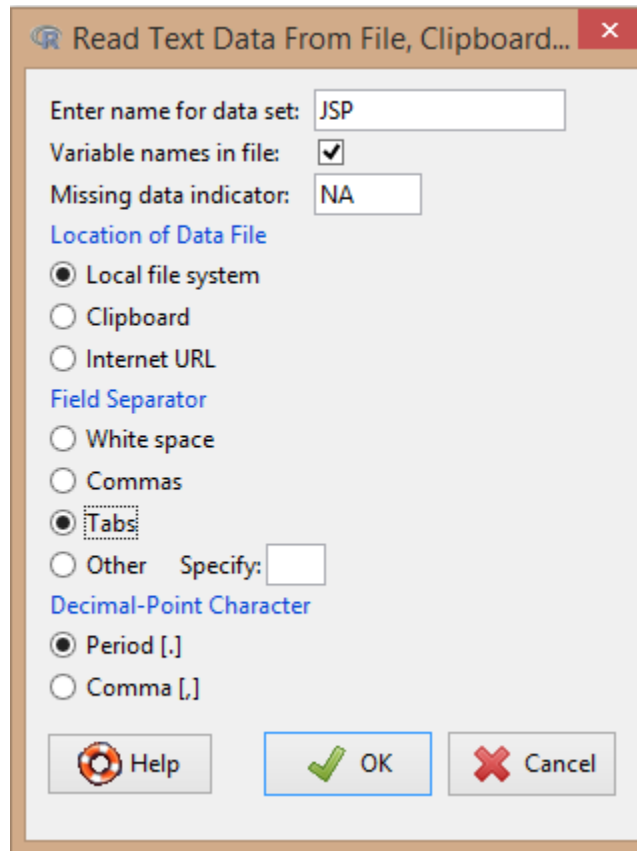 Read Text Data From File, Clipboard...
Enter name for data set: JSP
Variable names in file:
Missing data indicator: NA
Location of Data File
Local file system
Clipboard
Internet URL
Field Separator
White space
Commas
Tabs
Other Specify:
Decimal-Point Character
Period [.]
Comma [,]
Help OK Cancel